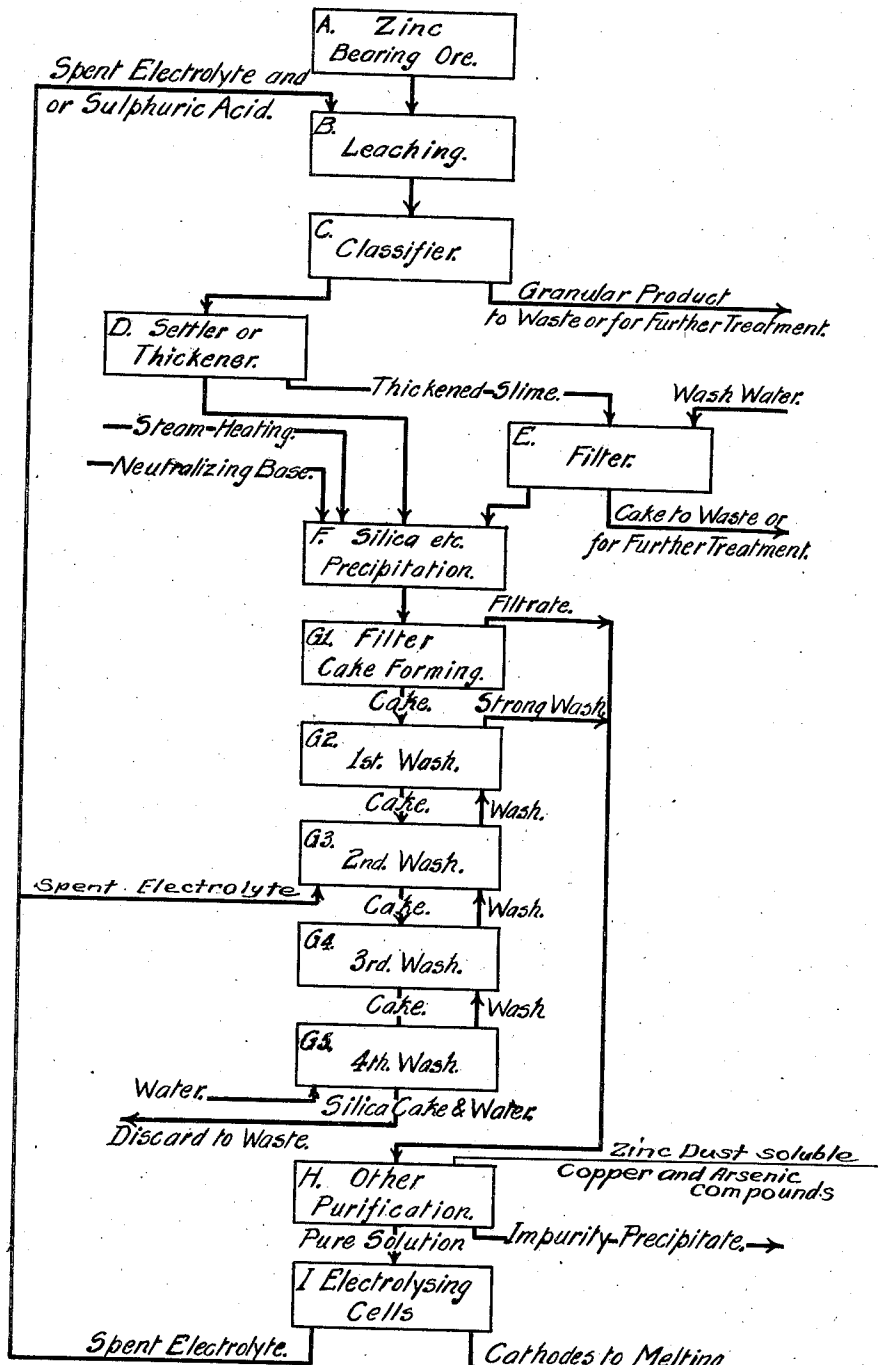 A. Zinc
Bearing Ore.
Spent Electrolyte and
or Sulphuric Acid.
B.
Leaching.
C.
Classifier.
Granular Product
to Waste or for Further Treatment.
D. Settler or
Thickener.
Thickened-Slime.
Wash Water.
Steam-Heating.
E.
Filter.
Neutralizing Base.
Cake to Waste or
for Further Treatment.
F. Silica etc.
Precipitation.
Filtrate.
G1. Filter
Cake Forming.
Cake.
Strong Wash.
G2.
1st. Wash.
Cake.
Wash.
G3.
2nd. Wash.
Spent Electrolyte
Cake.
Wash.
G4.
3rd. Wash.
Cake.
Wash
G5.
4th. Wash.
Water.
Silica Cake & Water.
Discard to Waste.
Zinc Dust soluble
Copper and Arsenic
Compounds
H. Other
Purification.
Pure Solution
Impurity-Precipitate.
I Electrolysing
Cells
Spent Electrolyte.
Cathodes to Melting